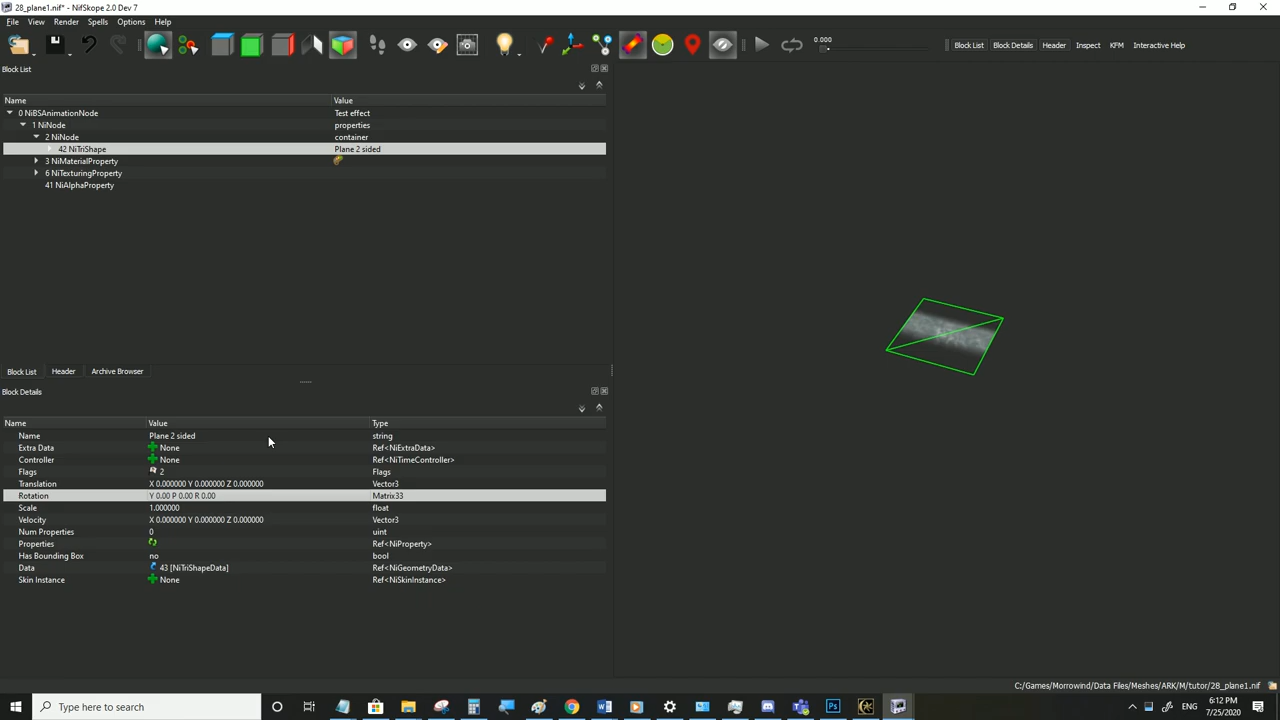 28_plane1.nif* - NifSkope 2.0 Dev 7
File View Render Spells Options Help
0.000
Block List Block Details Header Inspect KFM Interactive Help
Block List
Name Value
0 NiBSAnimationNode Test effect
1 NiNode properties
2 NiNode container
42 NiTriShape Plane 2 sided
3 NiMaterialProperty
6 NiTexturingProperty
41 NiAlphaProperty
Block List Header Archive Browser
Block Details
Name Value Type
Name Plane 2 sided string
Extra Data None Ref<NiExtraData>
Controller None Ref<NiTimeController>
Flags 2 Flags
Translation X 0.000000 Y 0.000000 Z 0.000000 Vector3
Rotation Y 0.00 P 0.00 R 0.00 Matrix33
Scale 1.000000 float
Velocity X 0.000000 Y 0.000000 Z 0.000000 Vector3
Num Properties 0 uint
Properties Ref<NiProperty>
Has Bounding Box no bool
Data 43 [NiTriShapeData] Ref<NiGeometryData>
Skin Instance None Ref<NiSkinInstance>
C:/Games/Morrowind/Data Files/Meshes/ARK/M/tutor/28_plane1.nif
Type here to search
ENG
6:12 PM
7/25/2020